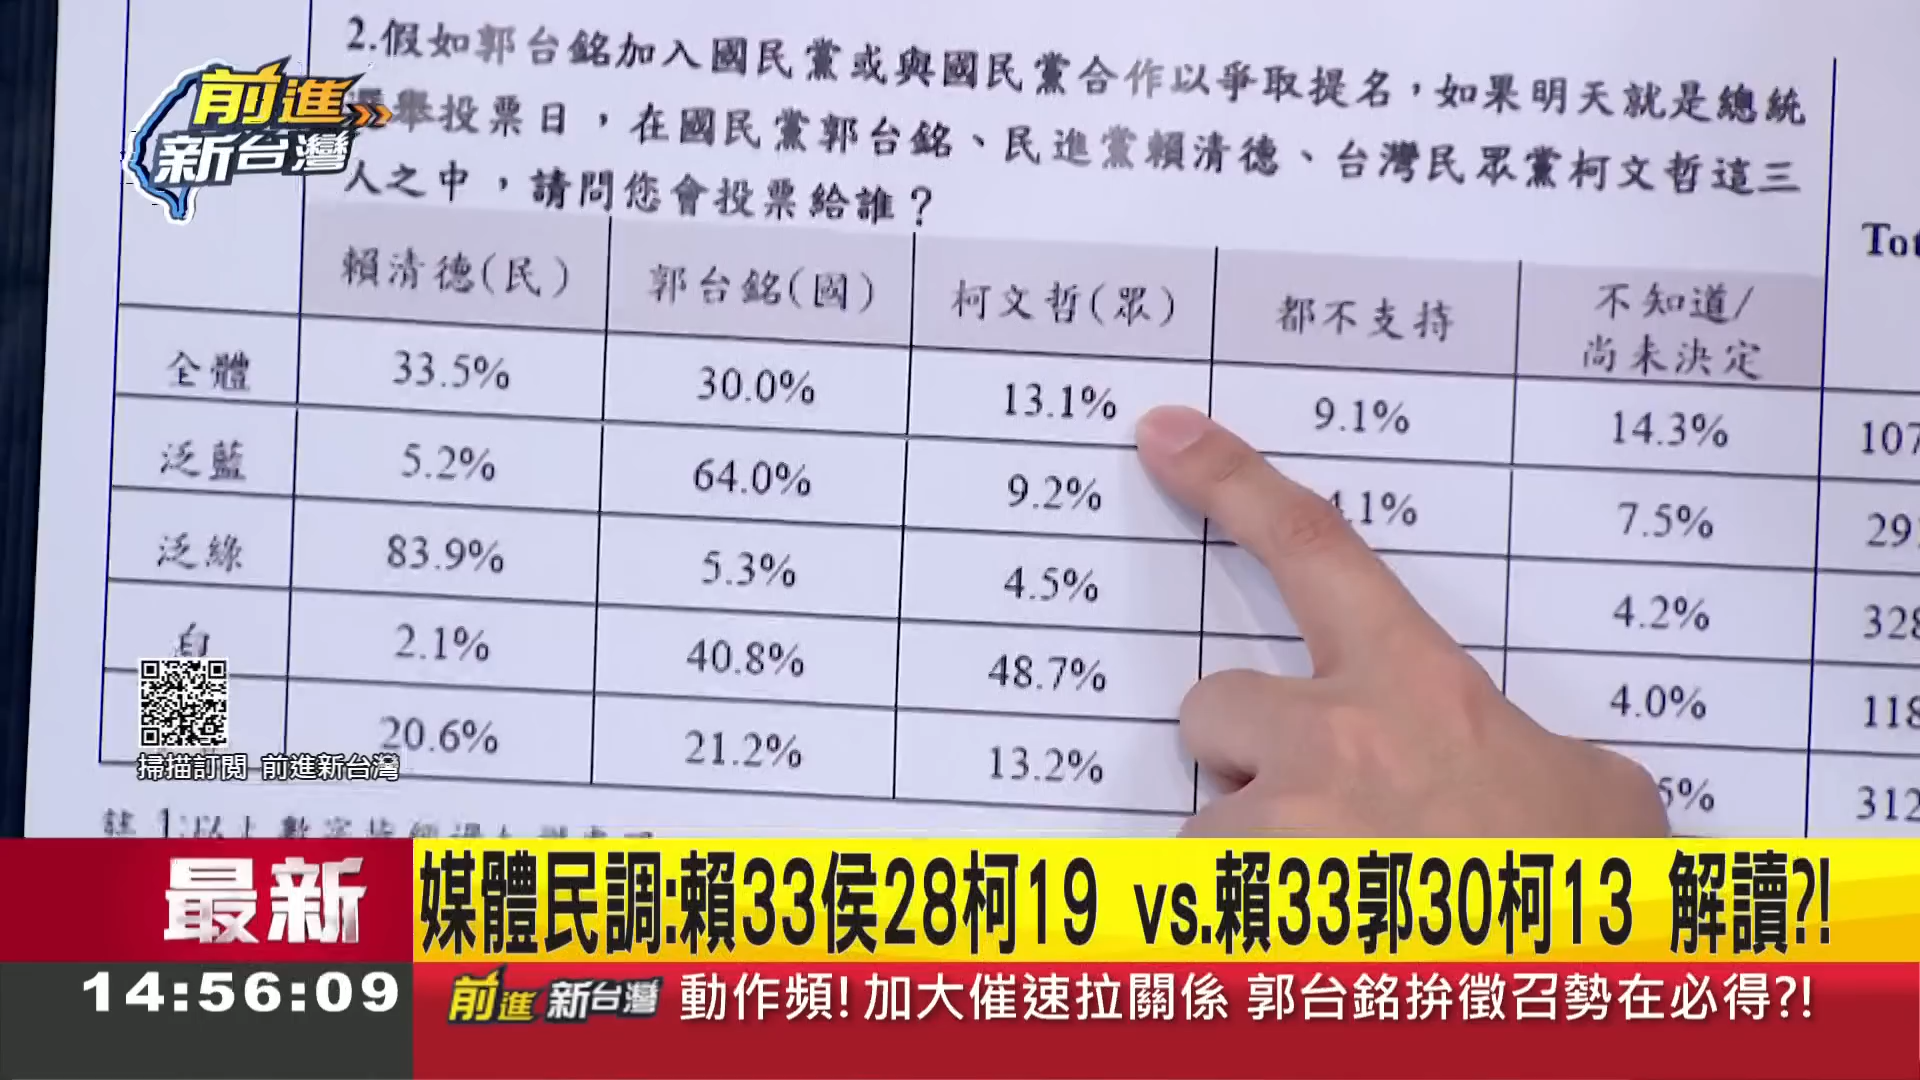 2.假如郭台銘加入國民黨或與國民黨合作以爭取提名，如果明天就是總統
選舉投票日，在國民黨郭台銘、民進黨賴清德、台灣民眾黨柯文哲這三
人之中，請問您會投票給誰？
前進
新台灣
賴清德(民) 郭台銘(國) 柯文哲(眾) 都不支持 不知道/
尚未決定
全體 33.5% 30.0% 13.1% 9.1% 14.3%
泛藍 5.2% 64.0% 9.2% 7.5%
泛綠 83.9% 5.3% 4.5% 4.2%
白 2.1% 40.8% 48.7% 4.0%
20.6% 21.2% 13.2%
掃描訂閱 前進新台灣
最新 媒體民調:賴33侯28柯19 vs.賴33郭30柯13 解讀?!
14:56:09 前進新台灣 動作頻!加大催速拉關係 郭台銘拚徵召勢在必得?!